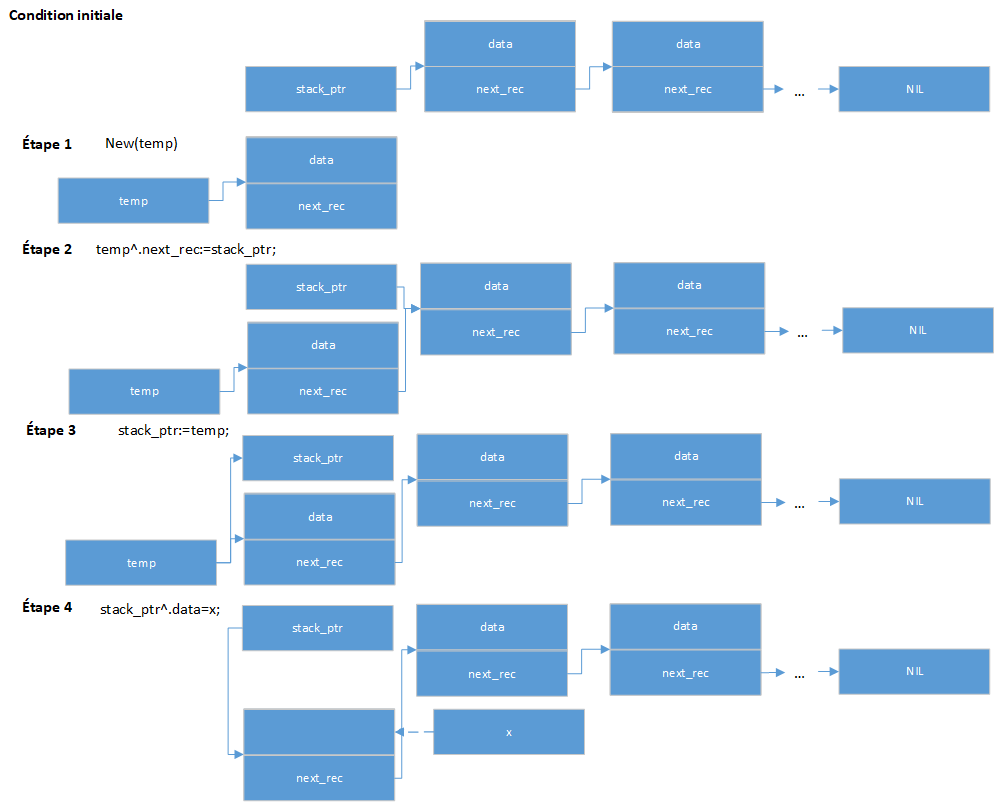 Condition initiale
data
data
stack_ptr
next_rec
next_rec
...
NIL
Étape 1
New(temp)
data
temp
next_rec
Étape 2
temp^.next_rec:=stack_ptr;
stack_ptr
data
data
next_rec
next_rec
...
NIL
data
temp
next_rec
Étape 3
stack_ptr:=temp;
stack_ptr
data
data
next_rec
next_rec
...
NIL
data
temp
next_rec
Étape 4
stack_ptr^.data=x;
stack_ptr
data
data
next_rec
next_rec
...
NIL
x
next_rec